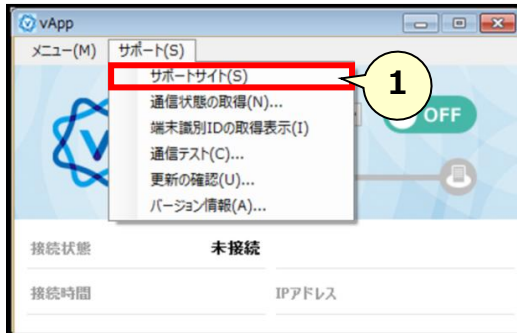 vApp
メニュー(M) サポート(S)
サポートサイト(S)
通信状態の取得(N)...
端末識別IDの取得表示(I)
通信テスト(C)...
更新の確認(U)...
バージョン情報(A)...
1
OFF
接続状態 未接続
接続時間 IPアドレス